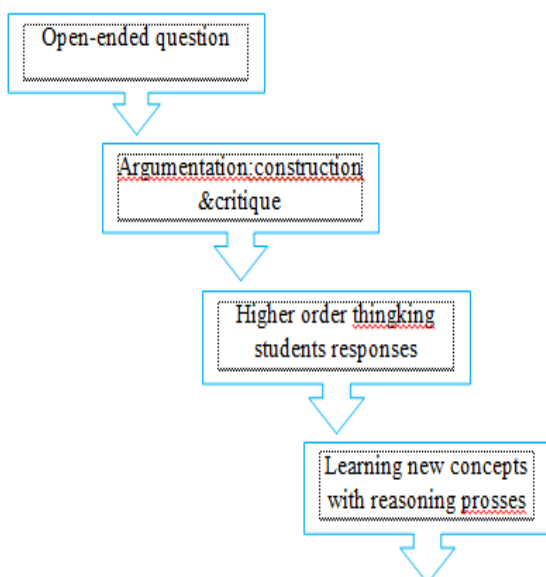 Open-ended question
Argumentation:construction
&critique
Higher order thingking
students responses
Learning new concepts
with reasoning prosses